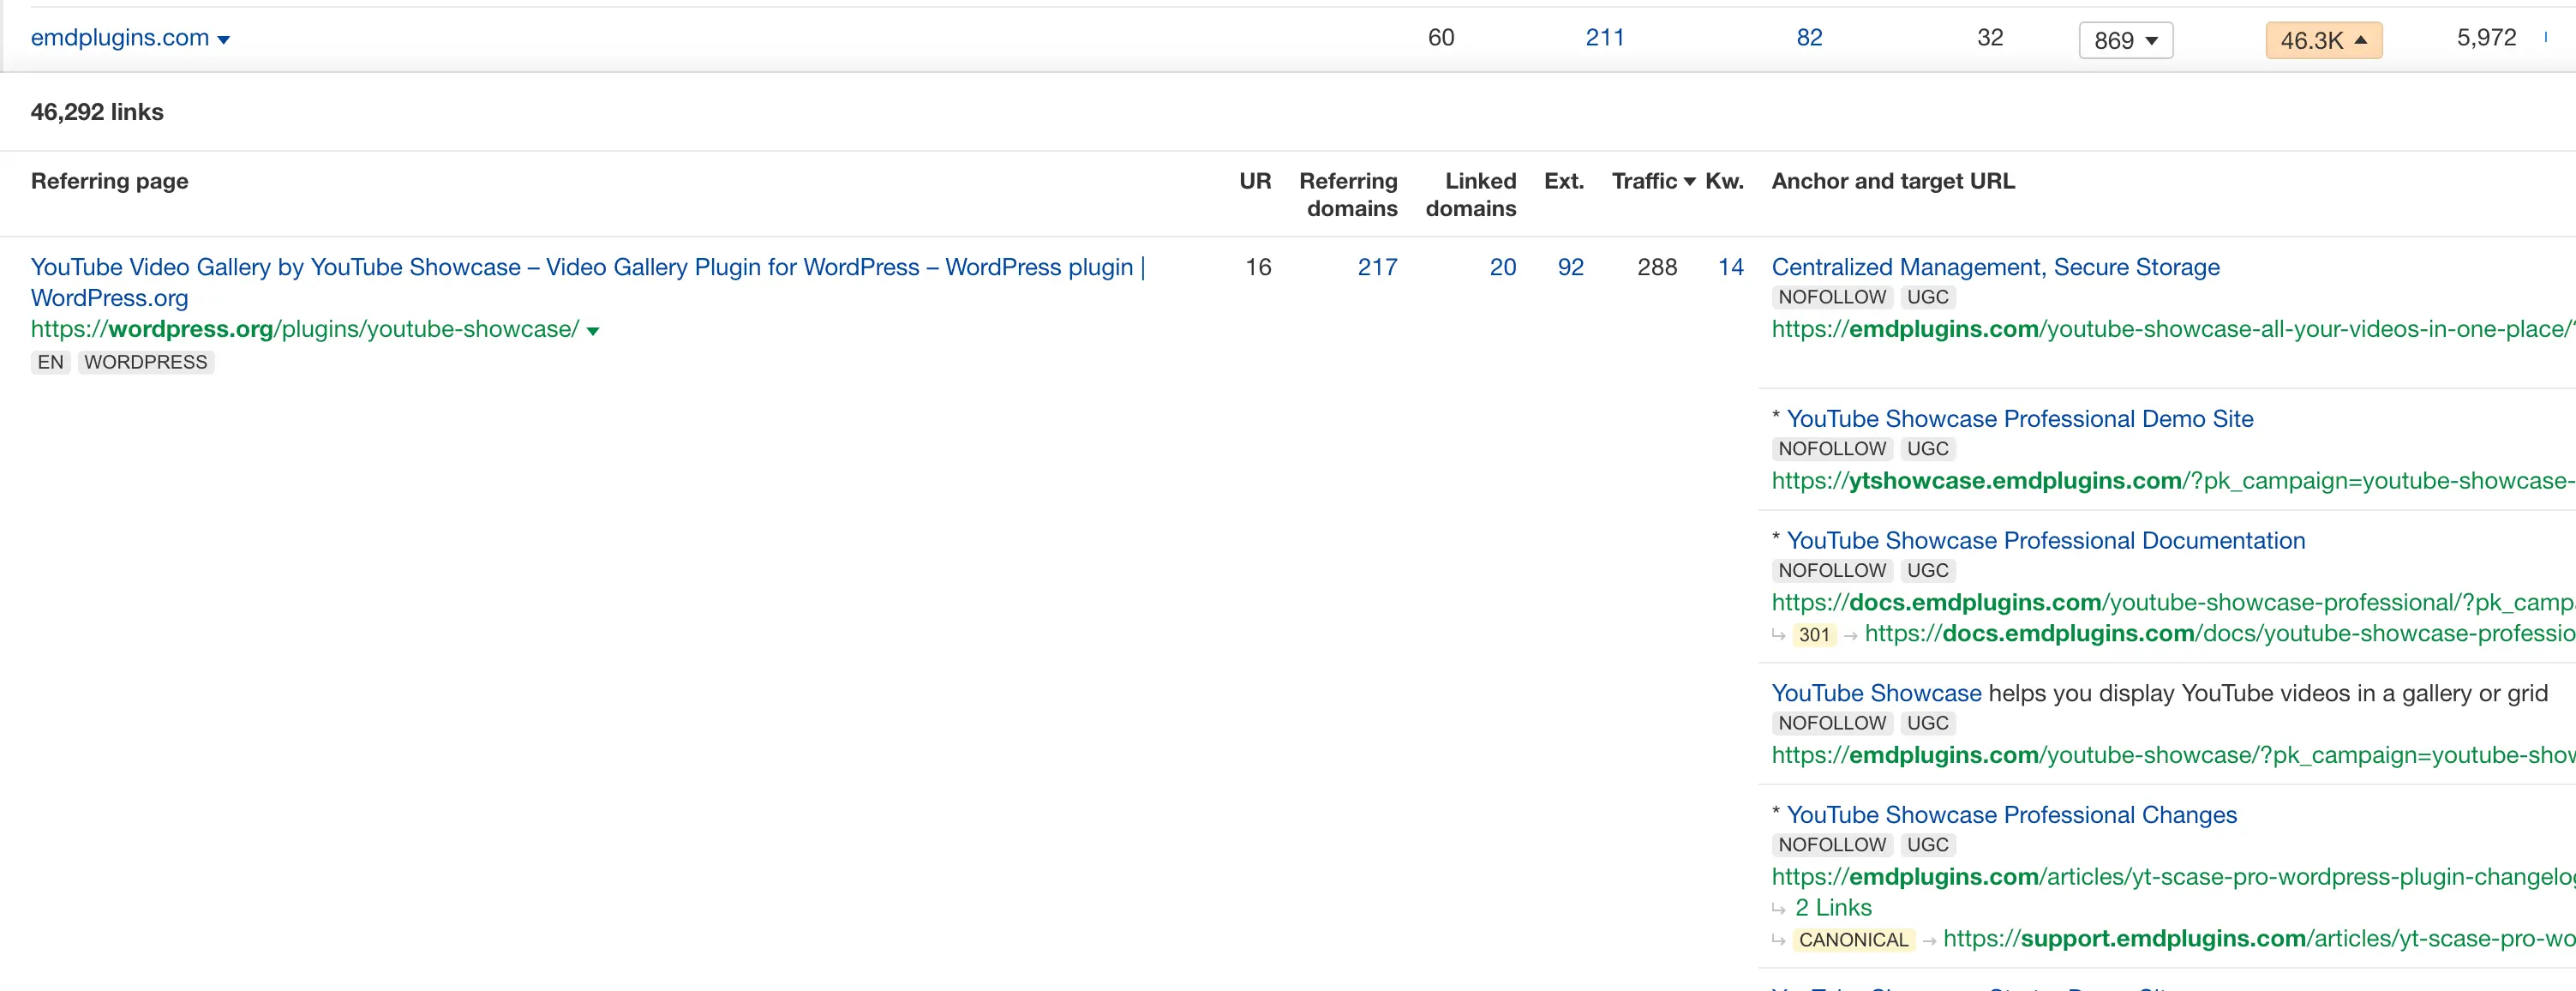 emdplugins.com 60 211 82 32 869 46.3K 5,972
46,292 links
Referring page UR Referring domains Linked domains Ext. Traffic Kw. Anchor and target URL
YouTube Video Gallery by YouTube Showcase – Video Gallery Plugin for WordPress – WordPress plugin | 16 217 20 92 288 14 Centralized Management, Secure Storage
WordPress.org NOFOLLOW UGC
https://wordpress.org/plugins/youtube-showcase/ https://emdplugins.com/youtube-showcase-all-your-videos-in-one-place/?
EN WORDPRESS
* YouTube Showcase Professional Demo Site
NOFOLLOW UGC
https://ytshowcase.emdplugins.com/?pk_campaign=youtube-showcase-
* YouTube Showcase Professional Documentation
NOFOLLOW UGC
https://docs.emdplugins.com/youtube-showcase-professional/?pk_camp
↳ 301 → https://docs.emdplugins.com/docs/youtube-showcase-professio
YouTube Showcase helps you display YouTube videos in a gallery or grid
NOFOLLOW UGC
https://emdplugins.com/youtube-showcase/?pk_campaign=youtube-show
* YouTube Showcase Professional Changes
NOFOLLOW UGC
https://emdplugins.com/articles/yt-scase-pro-wordpress-plugin-changelog
↳ 2 Links
↳ CANONICAL → https://support.emdplugins.com/articles/yt-scase-pro-wo